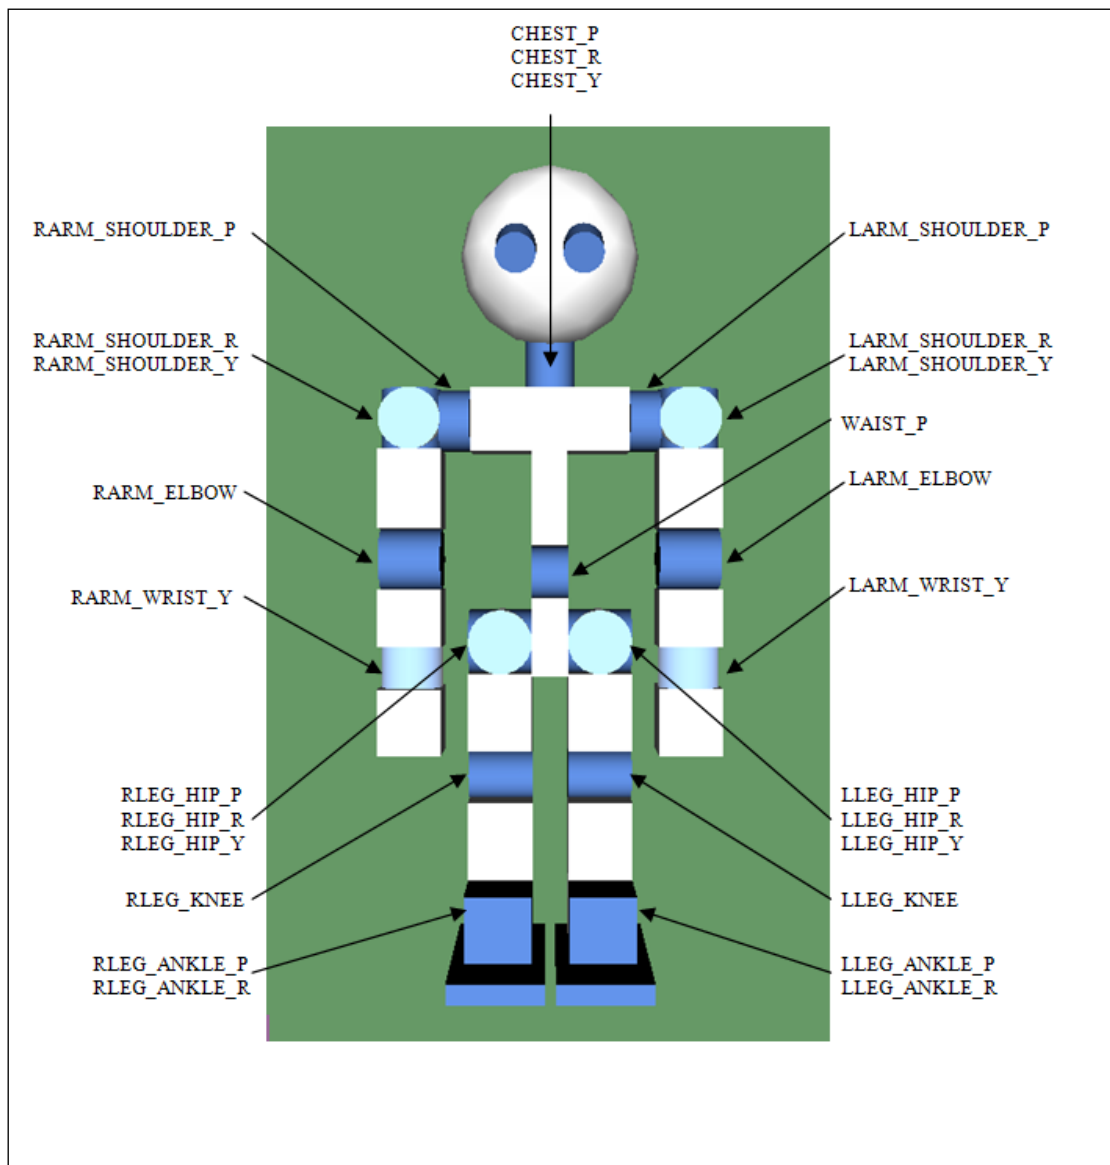 CHEST_P
CHEST_R
CHEST_Y
RARM_SHOULDER_P
LARM_SHOULDER_P
RARM_SHOULDER_R
RARM_SHOULDER_Y
LARM_SHOULDER_R
LARM_SHOULDER_Y
WAIST_P
RARM_ELBOW
LARM_ELBOW
RARM_WRIST_Y
LARM_WRIST_Y
RLEG_HIP_P
RLEG_HIP_R
RLEG_HIP_Y
LLEG_HIP_P
LLEG_HIP_R
LLEG_HIP_Y
RLEG_KNEE
LLEG_KNEE
RLEG_ANKLE_P
RLEG_ANKLE_R
LLEG_ANKLE_P
LLEG_ANKLE_R